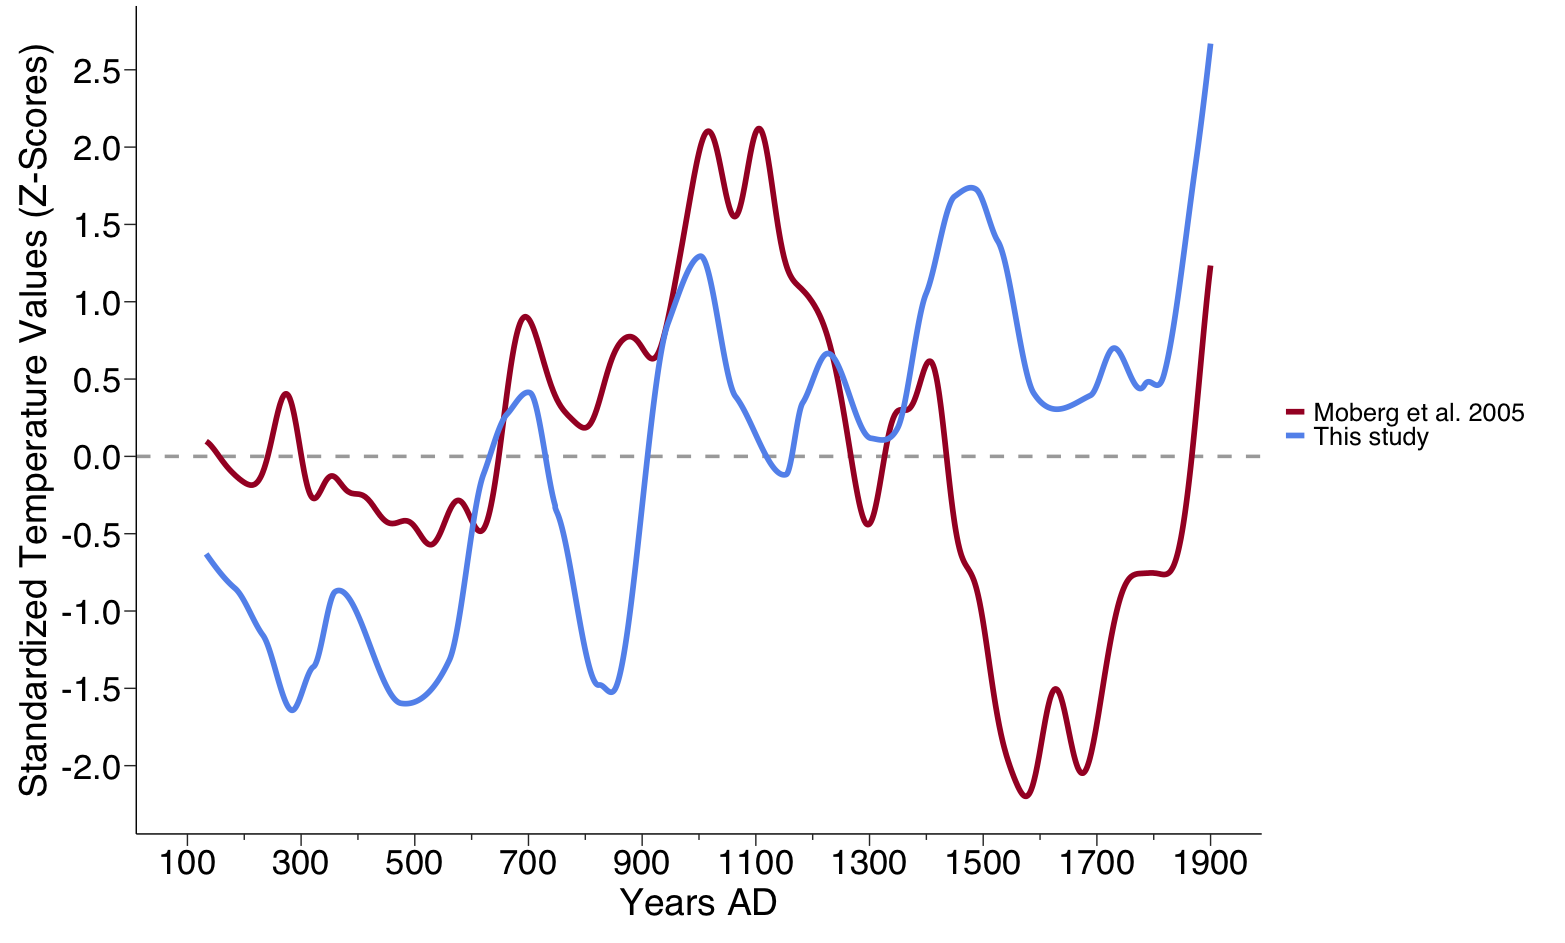 Standardized Temperature Values (Z-Scores)
2.5
2.0
1.5
1.0
0.5
0.0
-0.5
-1.0
-1.5
-2.0
100 300 500 700 900 1100 1300 1500 1700 1900
Years AD
Moberg et al. 2005
This study